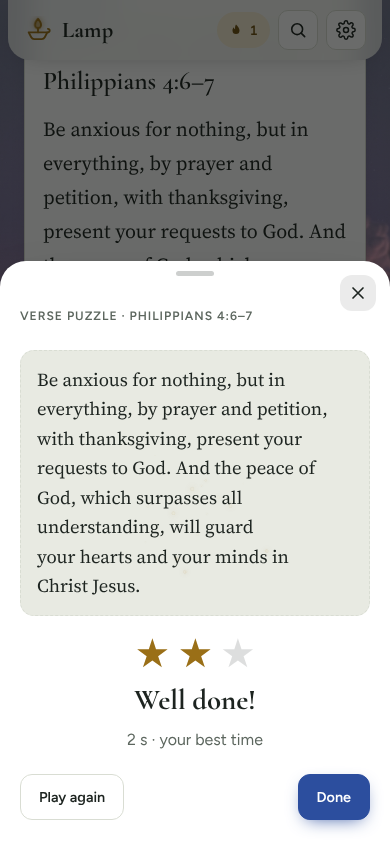 Lamp
1
Philippians 4:6–7
Be anxious for nothing, but in
everything, by prayer and
petition, with thanksgiving,
present your requests to God. And
VERSE PUZZLE · PHILIPPIANS 4:6–7
Be anxious for nothing, but in
everything, by prayer and petition,
with thanksgiving, present your
requests to God. And the peace of
God, which surpasses all
understanding, will guard
your hearts and your minds in
Christ Jesus.
Well done!
2 s · your best time
Play again
Done